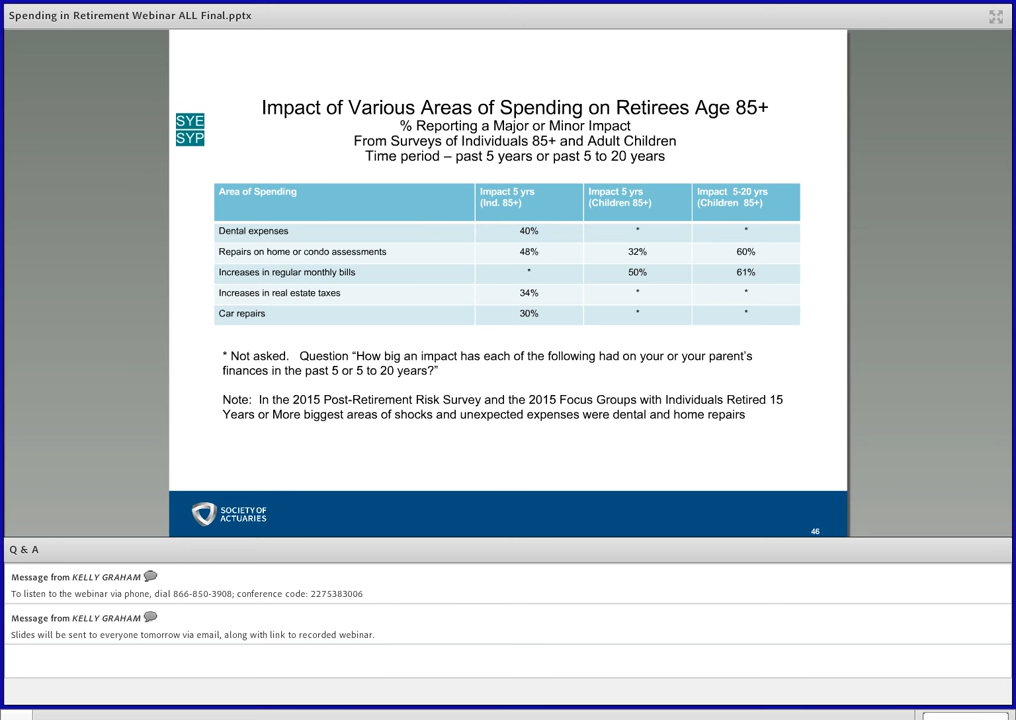 Spending in Retirement Webinar ALL Final.pptx
SYE
SYP
Impact of Various Areas of Spending on Retirees Age 85+
% Reporting a Major or Minor Impact
From Surveys of Individuals 85+ and Adult Children
Time period – past 5 years or past 5 to 20 years
Area of Spending Impact 5 yrs (Ind. 85+) Impact 5 yrs (Children 85+) Impact 5-20 yrs (Children 85+)
Dental expenses 40% * *
Repairs on home or condo assessments 48% 32% 60%
Increases in regular monthly bills * 50% 61%
Increases in real estate taxes 34% * *
Car repairs 30% * *
* Not asked. Question “How big an impact has each of the following had on your or your parent’s
finances in the past 5 or 5 to 20 years?”
Note: In the 2015 Post-Retirement Risk Survey and the 2015 Focus Groups with Individuals Retired 15
Years or More biggest areas of shocks and unexpected expenses were dental and home repairs
SOCIETY OF
ACTUARIES
46
Q & A
Message from KELLY GRAHAM
To listen to the webinar via phone, dial 866-850-3908; conference code: 2275383006
Message from KELLY GRAHAM
Slides will be sent to everyone tomorrow via email, along with link to recorded webinar.